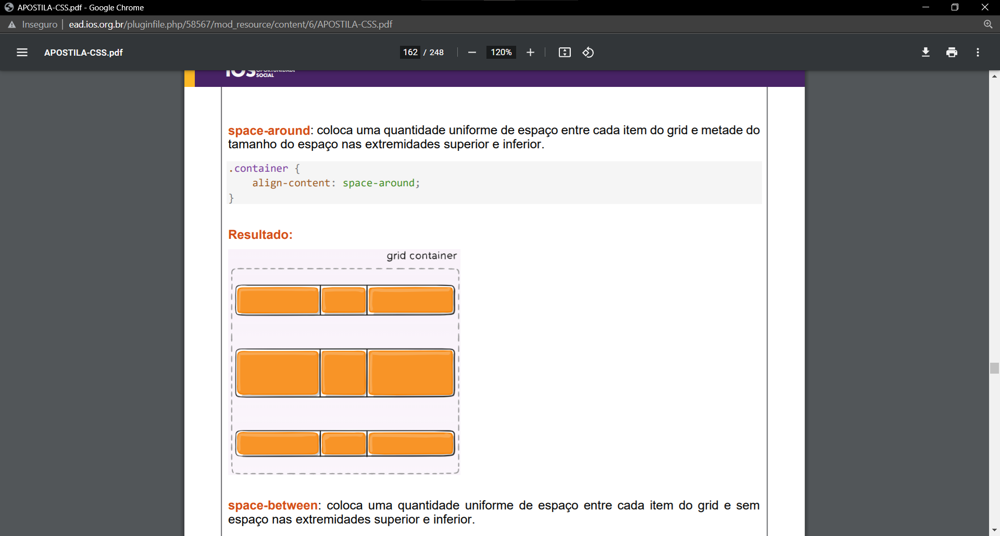 APOSTILA-CSS.pdf - Google Chrome
Inseguro | ead.ios.org.br/pluginfile.php/58567/mod_resource/content/6/APOSTILA-CSS.pdf
APOSTILA-CSS.pdf
162 / 248
120%
SOCIAL
space-around: coloca uma quantidade uniforme de espaço entre cada item do grid e metade do
tamanho do espaço nas extremidades superior e inferior.
.container {
align-content: space-around;
}
Resultado:
grid container
space-between: coloca uma quantidade uniforme de espaço entre cada item do grid e sem
espaço nas extremidades superior e inferior.